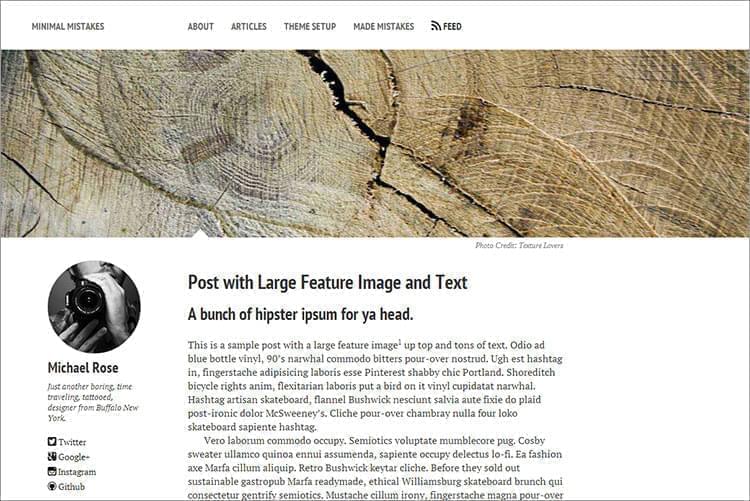 MINIMAL MISTAKES
ABOUT ARTICLES THEME SETUP MADE MISTAKES FEED
Photo Credit: Texture Lovers
Michael Rose
Just another boring, time
traveling, tattooed,
designer from Buffalo New
York.
Twitter
Google+
Instagram
Github
Post with Large Feature Image and Text
A bunch of hipster ipsum for ya head.
This is a sample post with a large feature image1 up top and tons of text. Odio ad
blue bottle vinyl, 90's narwhal commodo bitters pour-over nostrud. Ugh est hashtag
in, fingerstache adipisicing laboris esse Pinterest shabby chic Portland. Shoreditch
bicycle rights anim, flexitarian laboris put a bird on it vinyl cupidatat narwhal.
Hashtag artisan skateboard, flannel Bushwick nesciunt salvia aute fixie do plaid
post-ironic dolor McSweeney's. Cliche pour-over chambray nulla four loko
skateboard sapiente hashtag.
Vero laborum commodo occupy. Semiotics voluptate mumblecore pug. Cosby
sweater ullamco quinoa ennui assumenda, sapiente occupy delectus lo-fi. Ea fashion
axe Marfa cillum aliquip. Retro Bushwick keytar cliche. Before they sold out
sustainable gastropub Marfa readymade, ethical Williamsburg skateboard brunch qui
consectetur gentrify semiotics. Mustache cillum irony, fingerstache magna pour-over